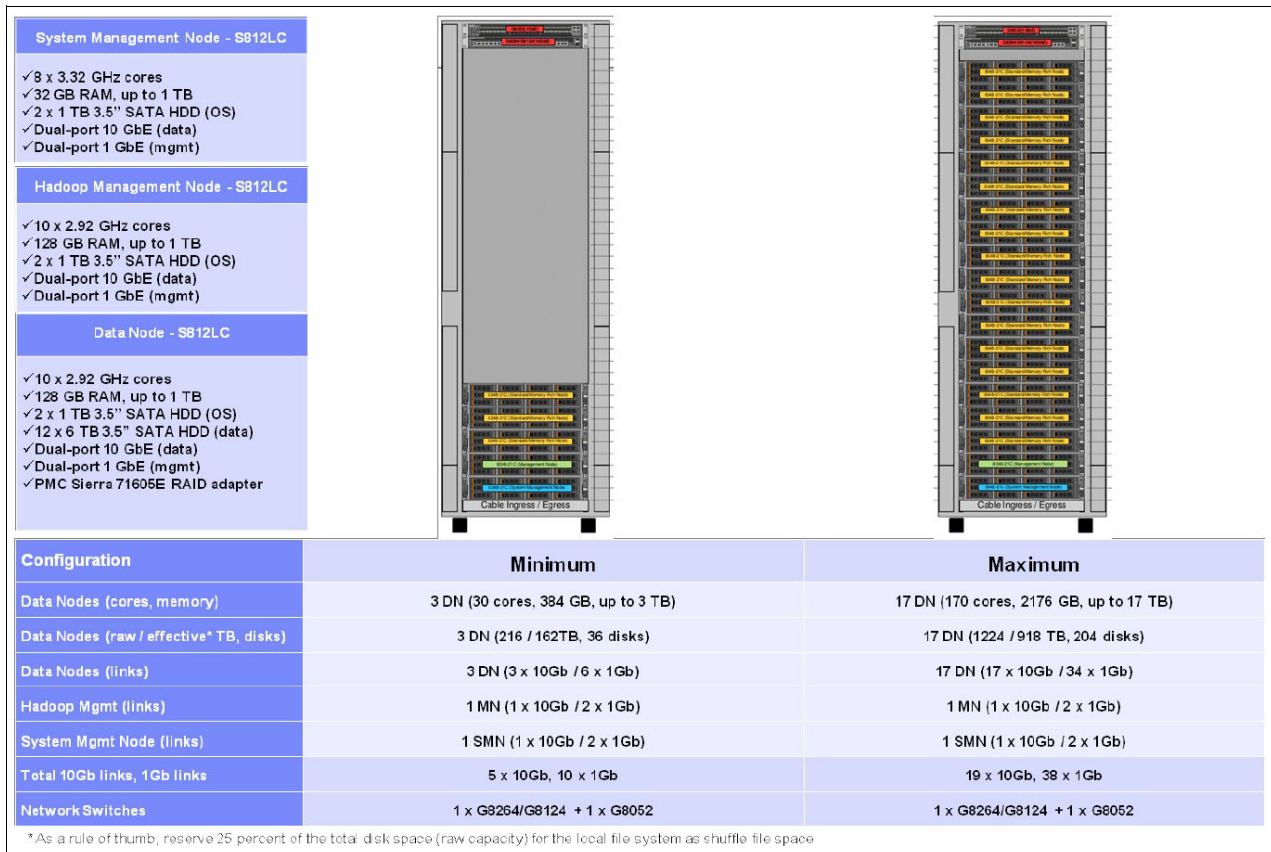 System Management Node - S812LC
✓8 x 3.32 GHz cores
✓32 GB RAM, up to 1 TB
✓2 x 1 TB 3.5” SATA HDD (OS)
✓Dual-port 10 GbE (data)
✓Dual-port 1 GbE (mgmt)
Hadoop Management Node - S812LC
✓10 x 2.92 GHz cores
✓128 GB RAM, up to 1 TB
✓2 x 1 TB 3.5” SATA HDD (OS)
✓Dual-port 10 GbE (data)
✓Dual-port 1 GbE (mgmt)
Data Node - S812LC
✓10 x 2.92 GHz cores
✓128 GB RAM, up to 1 TB
✓2 x 1 TB 3.5” SATA HDD (OS)
✓12 x 6 TB 3.5” SATA HDD (data)
✓Dual-port 10 GbE (data)
✓Dual-port 1 GbE (mgmt)
✓PMC Sierra 71605E RAID adapter
Cable Ingress / Egress
Cable Ingress / Egress
Configuration Minimum Maximum
Data Nodes (cores, memory) 3 DN (30 cores, 384 GB, up to 3 TB) 17 DN (170 cores, 2176 GB, up to 17 TB)
Data Nodes (raw / effective* TB, disks) 3 DN (216 / 162TB, 36 disks) 17 DN (1224 / 918 TB, 204 disks)
Data Nodes (links) 3 DN (3 x 10Gb / 6 x 1Gb) 17 DN (17 x 10Gb / 34 x 1Gb)
Hadoop Mgmt (links) 1 MN (1 x 10Gb / 2 x 1Gb) 1 MN (1 x 10Gb / 2 x 1Gb)
System Mgmt Node (links) 1 SMN (1 x 10Gb / 2 x 1Gb) 1 SMN (1 x 10Gb / 2 x 1Gb)
Total 10Gb links, 1Gb links 5 x 10Gb, 10 x 1Gb 19 x 10Gb, 38 x 1Gb
Network Switches 1 x G8264/G8124 + 1 x G8052 1 x G8264/G8124 + 1 x G8052
*As a rule of thumb, reserve 25 percent of the total disk space (raw capacity) for the local file system as shuffle file space